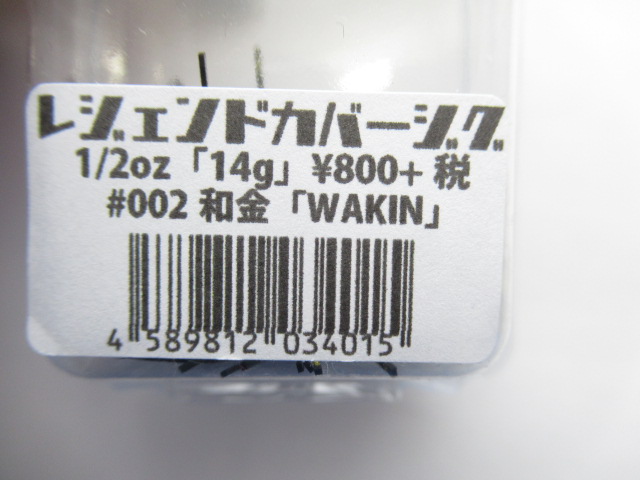 レジェンドカバージグ
1/2oz「14g」¥800+ 税
#002 和金「WAKIN」
4 589812 034015